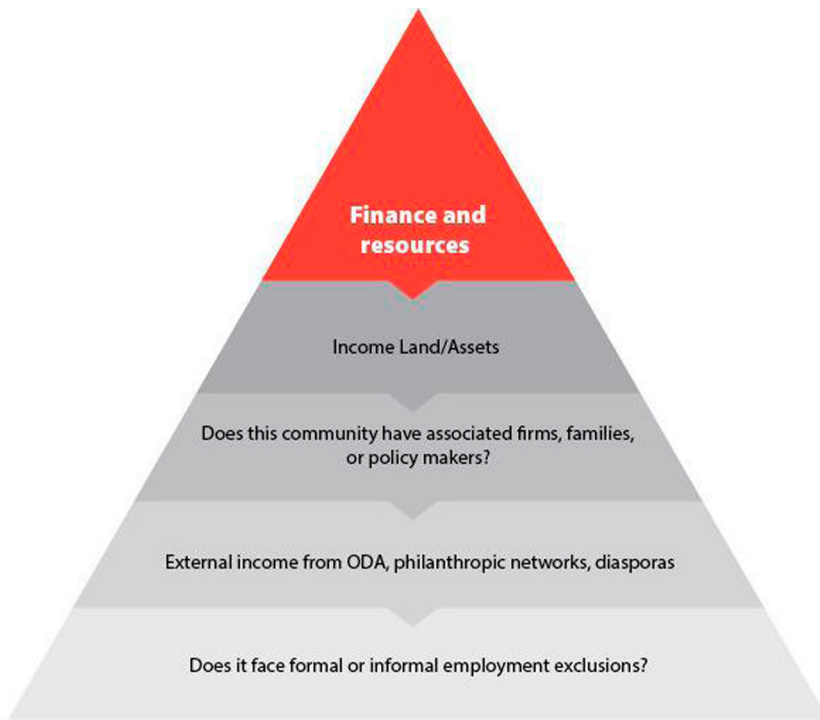 Finance and
resources
Income Land/Assets
Does this community have associated firms, families,
or policy makers?
External income from ODA, philanthropic networks, diasporas
Does it face formal or informal employment exclusions?